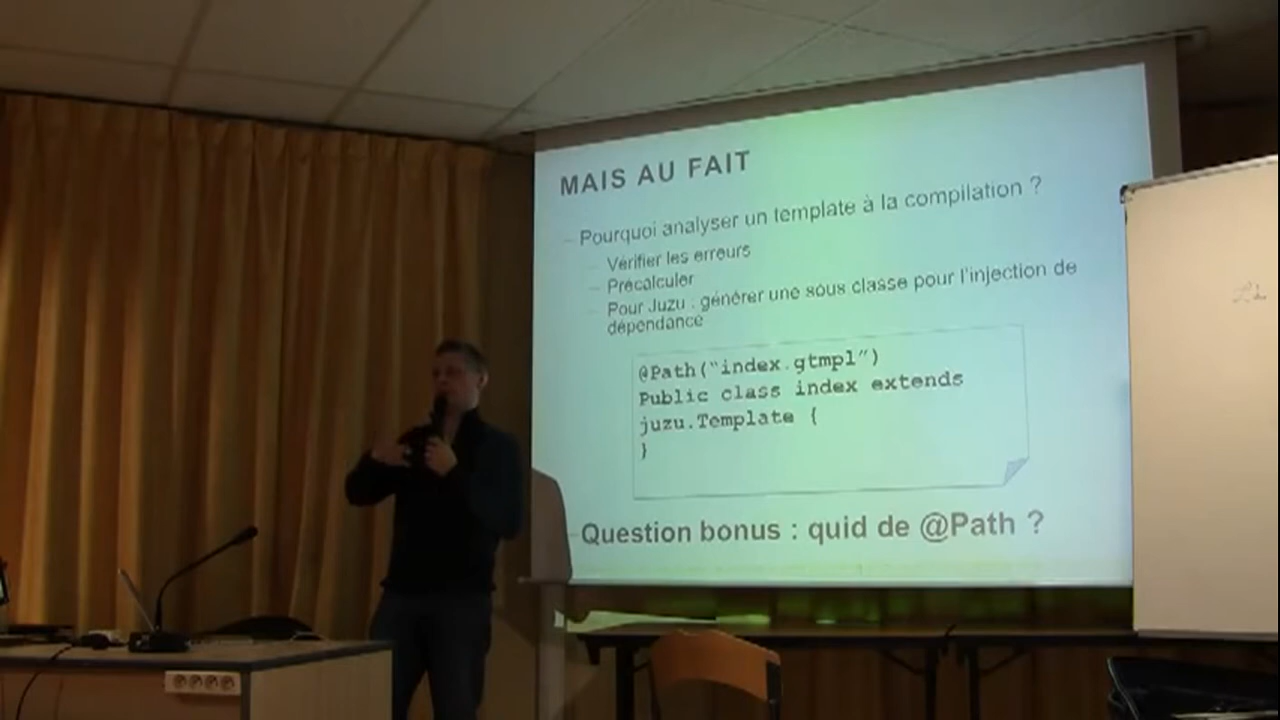 MAIS AU FAIT
– Pourquoi analyser un template à la compilation ?
– Vérifier les erreurs
– Précalculer
– Pour Juzu : générer une sous classe pour l'injection de
dépendance
@Path("index.gtmpl")
Public class index extends
juzu.Template {
}
–Question bonus : quid de @Path ?